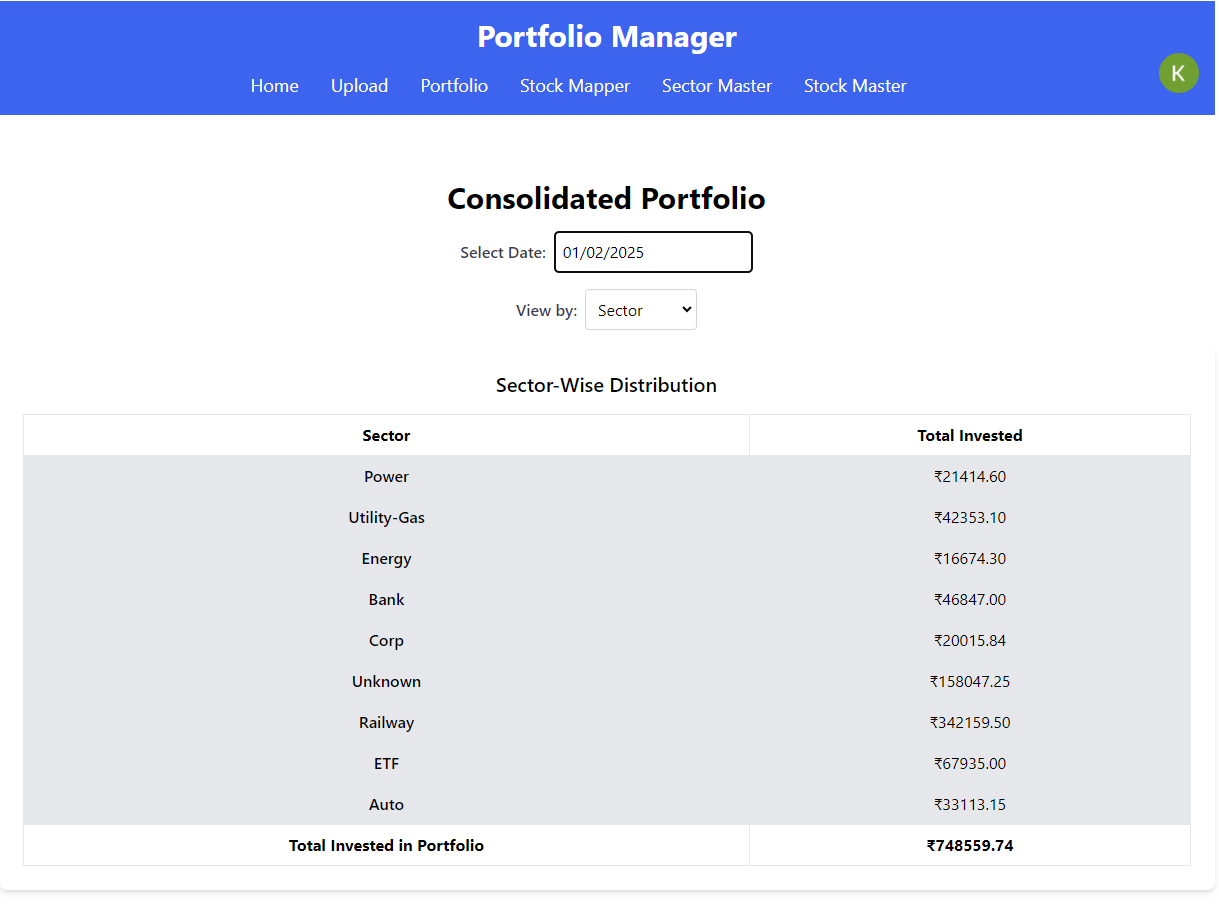 Portfolio Manager
Home Upload Portfolio Stock Mapper Sector Master Stock Master
K
Consolidated Portfolio
Select Date: 01/02/2025
View by: Sector
Sector-Wise Distribution
Sector Total Invested
Power ₹21414.60
Utility-Gas ₹42353.10
Energy ₹16674.30
Bank ₹46847.00
Corp ₹20015.84
Unknown ₹158047.25
Railway ₹342159.50
ETF ₹67935.00
Auto ₹33113.15
Total Invested in Portfolio ₹748559.74